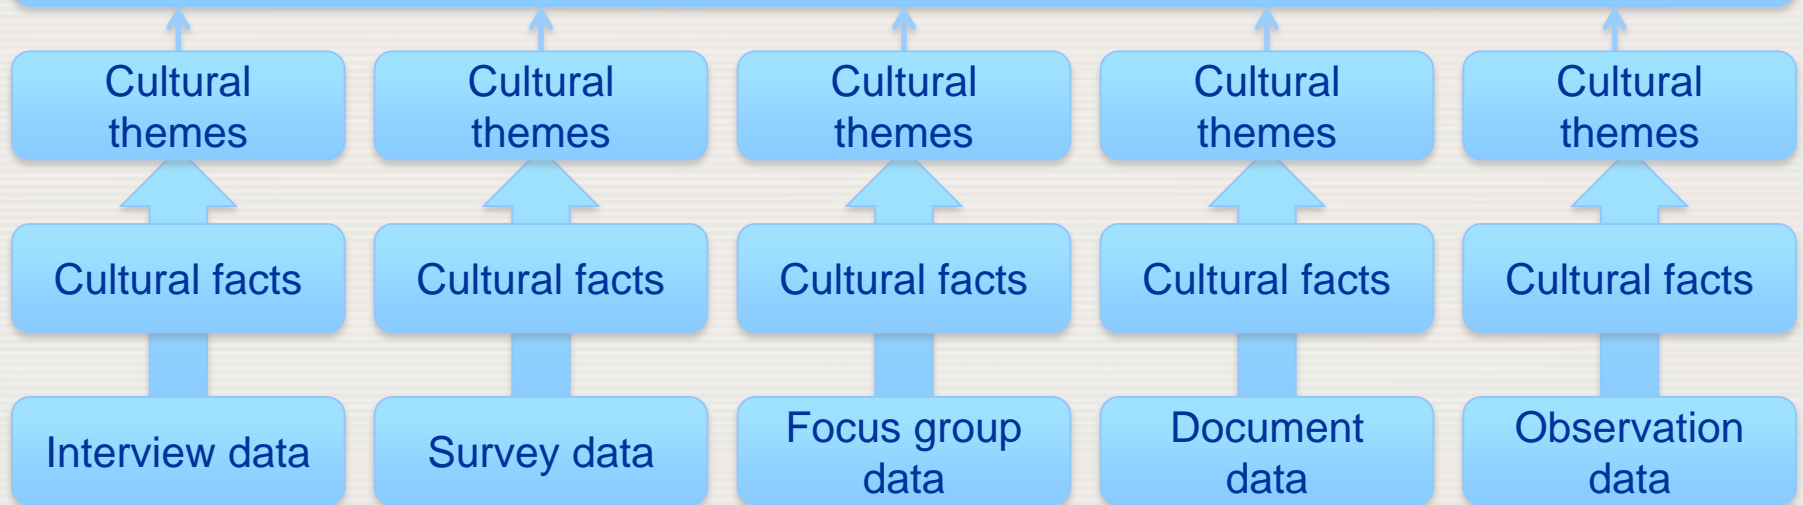 Cultural
themes
Cultural
themes
Cultural
themes
Cultural
themes
Cultural
themes
Cultural facts
Cultural facts
Cultural facts
Cultural facts
Cultural facts
Interview data
Survey data
Focus group
data
Document
data
Observation
data